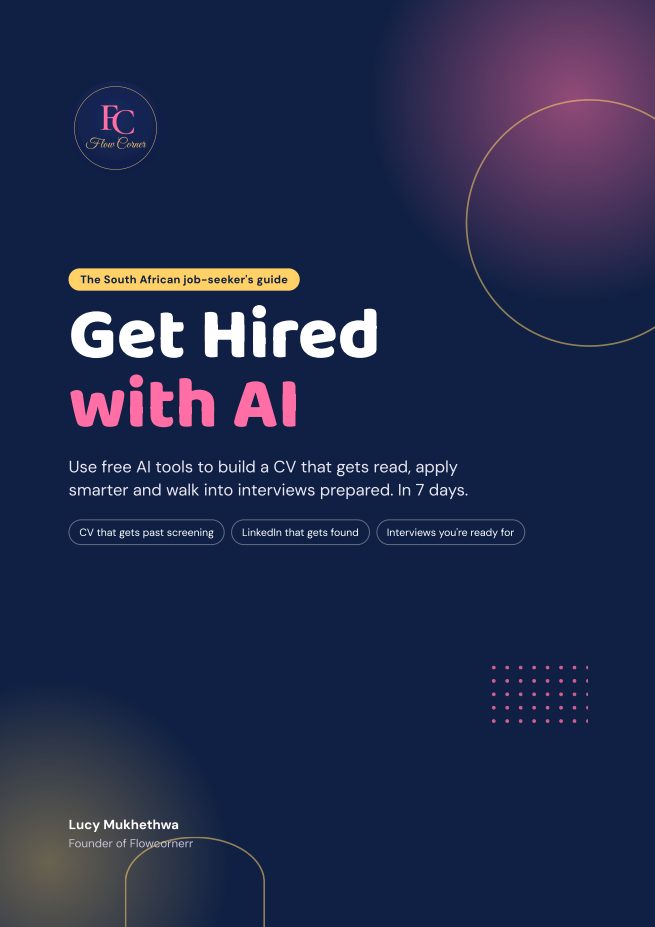 FC
Flow Corner
The South African job-seeker's guide
Get Hired
with AI
Use free AI tools to build a CV that gets read, apply
smarter and walk into interviews prepared. In 7 days.
CV that gets past screening
LinkedIn that gets found
Interviews you're ready for
Lucy Mukhethwa
Founder of Flowcornerr